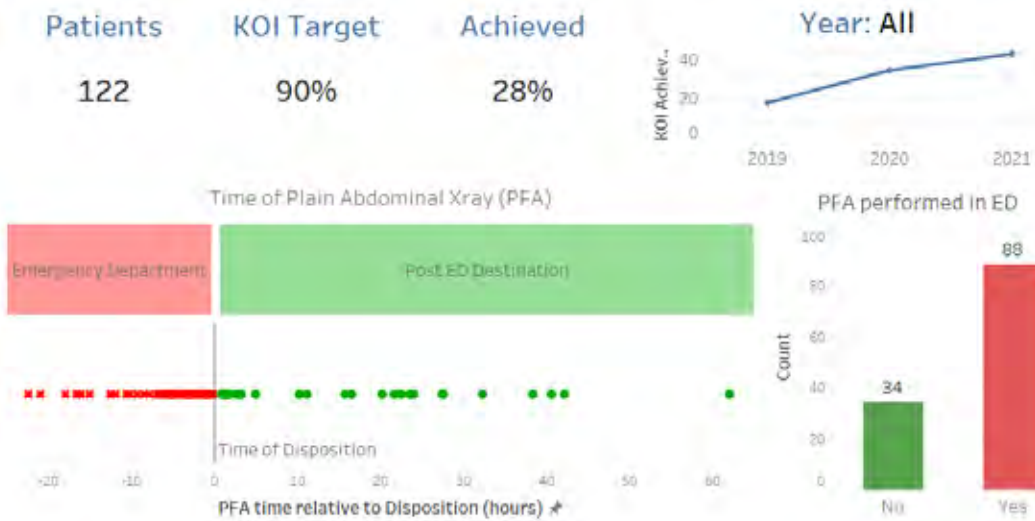 Patients KOI Target Achieved Year: All
122 90% 28%
KOI Achiev..
40
20
0
2019 2020 2021
Time of Plain Abdominal Xray (PFA)
Emergency Department Post ED Destination
Time of Disposition
-20 -10 0 10 20 30 40 50 60
PFA time relative to Disposition (hours)
PFA performed in ED
Count
100
80
60
40
20
0
34 88
No Yes